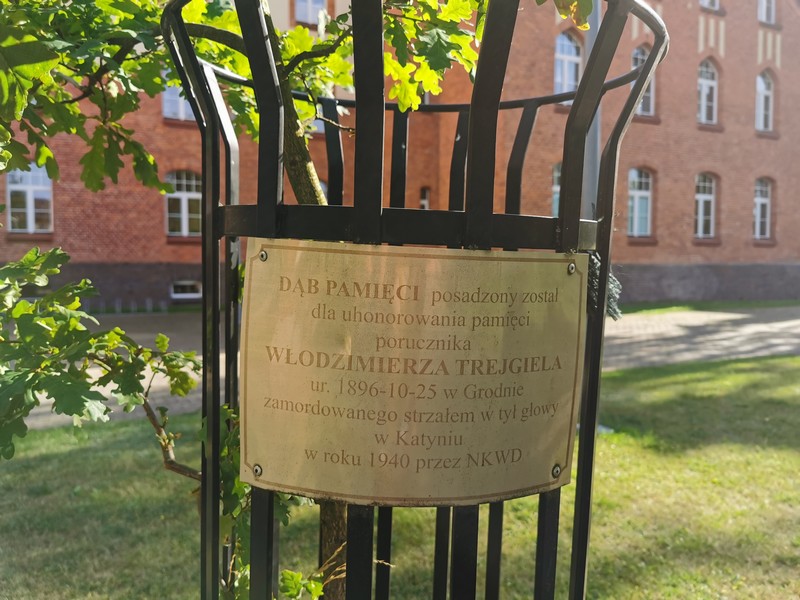 DĄB PAMIĘCI posadzony został
dla uhonorowania pamięci
porucznika
WŁODZIMIERZA TREJGIELA
ur. 1896-10-25 w Grodnie
zamordowanego strzałem w tył głowy
w Katyniu
w roku 1940 przez NKWD